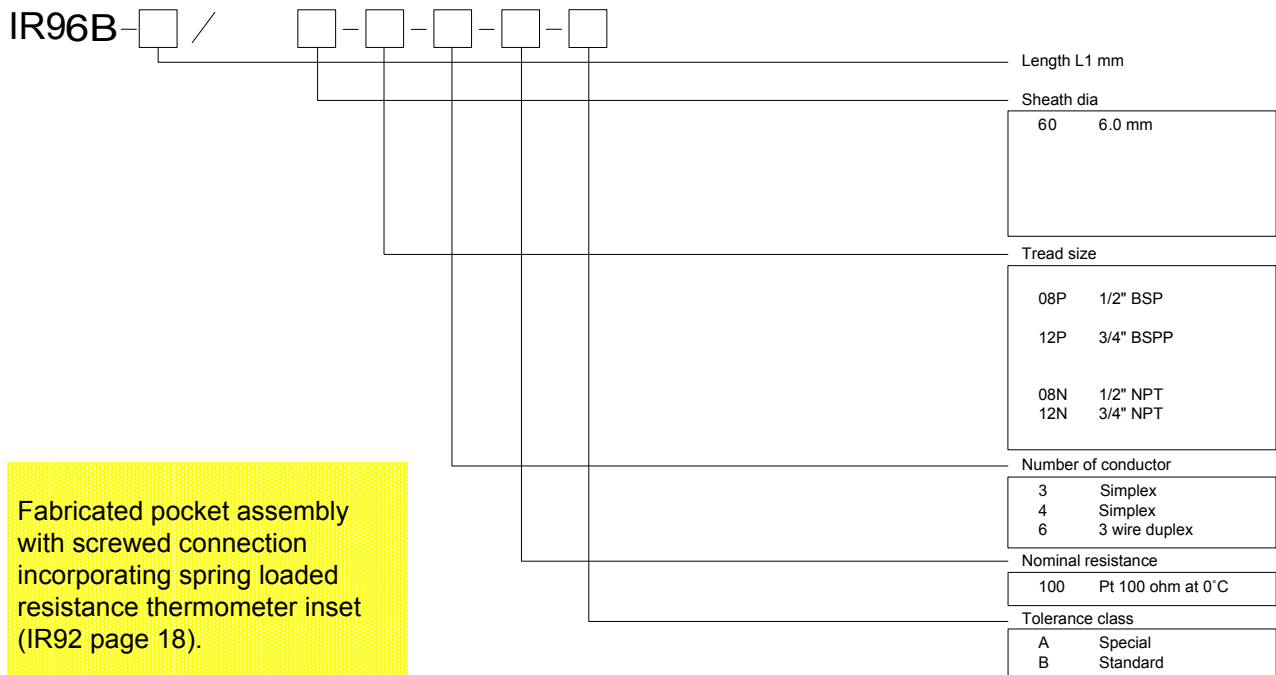 IR96B- /   - - - -
Length L1 mm
Sheath dia
60 6.0 mm
Tread size
08P 1/2" BSP
12P 3/4" BSPP
08N 1/2" NPT
12N 3/4" NPT
Number of conductor
3 Simplex
4 Simplex
6 3 wire duplex
Nominal resistance
100 Pt 100 ohm at 0˚C
Tolerance class
A Special
B Standard
Fabricated pocket assembly
with screwed connection
incorporating spring loaded
resistance thermometer inset
(IR92 page 18).